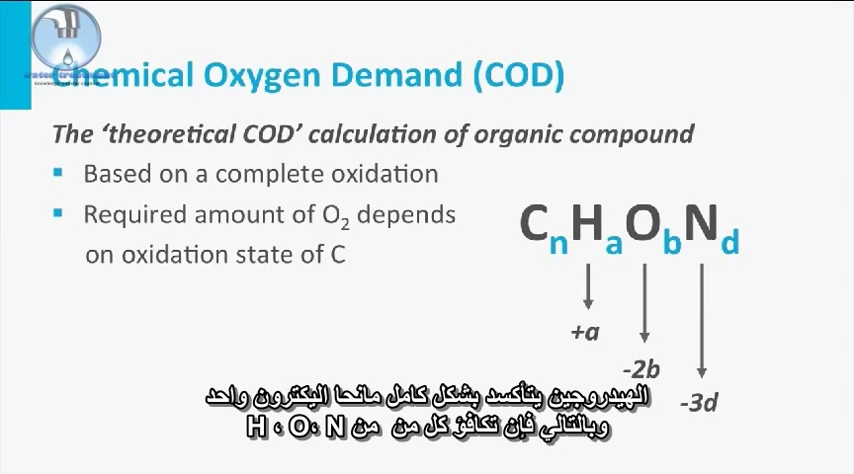 Chemical Oxygen Demand (COD)
The ‘theoretical COD’ calculation of organic compound
▪ Based on a complete oxidation
▪ Required amount of O₂ depends
on oxidation state of C
CₙHₐO_bN_d
+a
-2b
-3d
الهيدروجين يتأكسد بشكل كامل مانحا اليكترون واحد
وبالتالي فإن تكافؤ كل من من H ، O، N